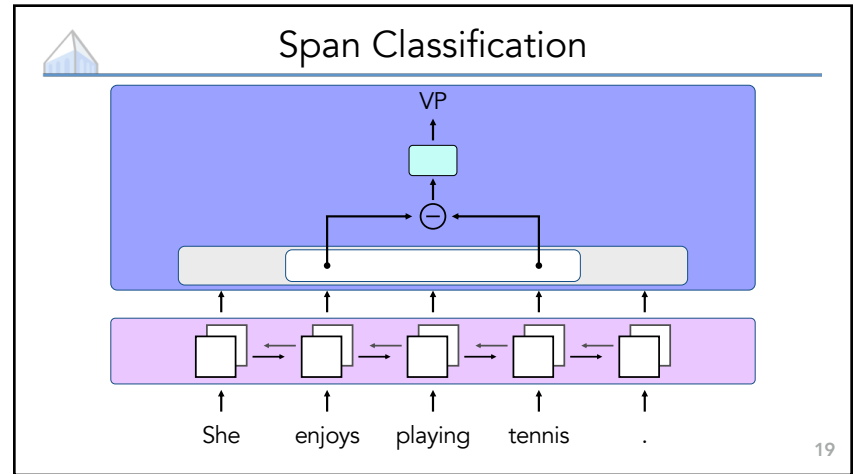 Span Classification
VP
She enjoys playing tennis .
19